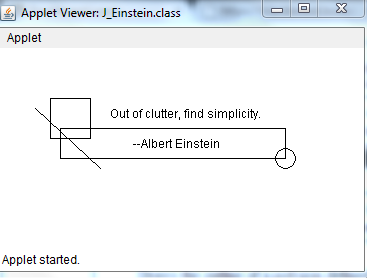 Applet Viewer: J_Einstein.class
Applet
Out of clutter, find simplicity.
--Albert Einstein
Applet started.